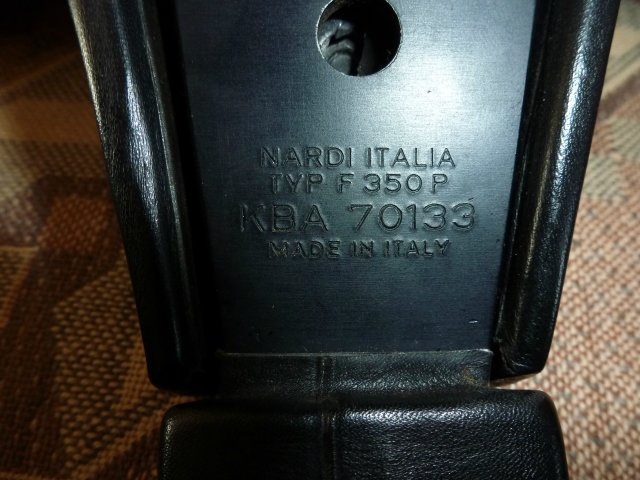 NARDI ITALIA
TYP F 350 P
KBA 70133
MADE IN ITALY